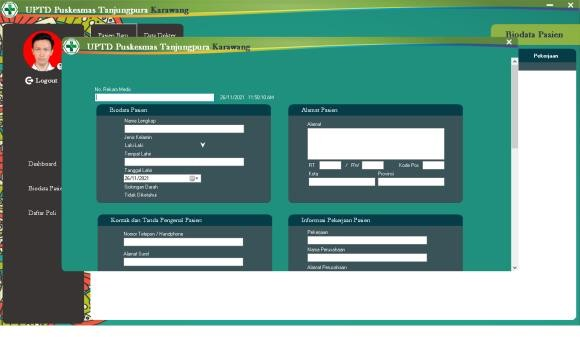 UPTD Puskesmas Tanjungpura Karawang
Pasien Baru Data Dokter
Biodata Pasien
UPTD Puskesmas Tanjungpura Karawang
Pekerjaan
Logout
No. Rekam Medis
26/11/2021 11:50:10 AM
Biodata Pasien
Nama Lengkap
Jenis Kelamin
Laki-Laki
Tempat Lahir
Tanggal Lahir
26/11/2021
Golongan Darah
Tidak Diketahui
Alamat Pasien
Alamat
RT / RW Kode Pos
Kota Provinsi
Dashboard
Biodata
Daftar Poli
Kontak dan Tanda Pengenal Pasien
Nomor Telepon / Handphone
Alamat Surel
Informasi Pekerjaan Pasien
Pekerjaan
Nama Perusahaan
Alamat Perusahaan